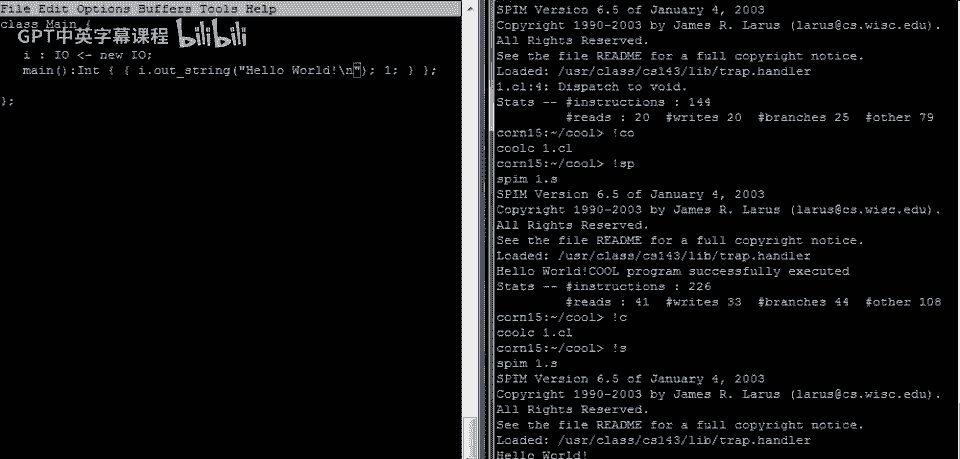 File Edit Options Buffers Tools Help
class Main {
GPT中英字幕课程 bilibili
i : IO <- new IO;
main():Int { { i.out_string("Hello World!\n"); 1; } };
};
SPIM Version 6.5 of January 4, 2003
Copyright 1990-2003 by James R. Larus (larus@cs.wisc.edu).
All Rights Reserved.
See the file README for a full copyright notice.
Loaded: /usr/class/cs143/lib/trap.handler
1.cl:4: Dispatch to void.
Stats -- #instructions : 144
#reads : 20  #writes 20  #branches 25  #other 79
corn15:~/cool> !co
coolc 1.cl
corn15:~/cool> !sp
spim 1.s
SPIM Version 6.5 of January 4, 2003
Copyright 1990-2003 by James R. Larus (larus@cs.wisc.edu).
All Rights Reserved.
See the file README for a full copyright notice.
Loaded: /usr/class/cs143/lib/trap.handler
Hello World!COOL program successfully executed
Stats -- #instructions : 226
#reads : 41  #writes 33  #branches 44  #other 108
corn15:~/cool> !c
coolc 1.cl
corn15:~/cool> !s
spim 1.s
SPIM Version 6.5 of January 4, 2003
Copyright 1990-2003 by James R. Larus (larus@cs.wisc.edu).
All Rights Reserved.
See the file README for a full copyright notice.
Loaded: /usr/class/cs143/lib/trap.handler
Hello World!